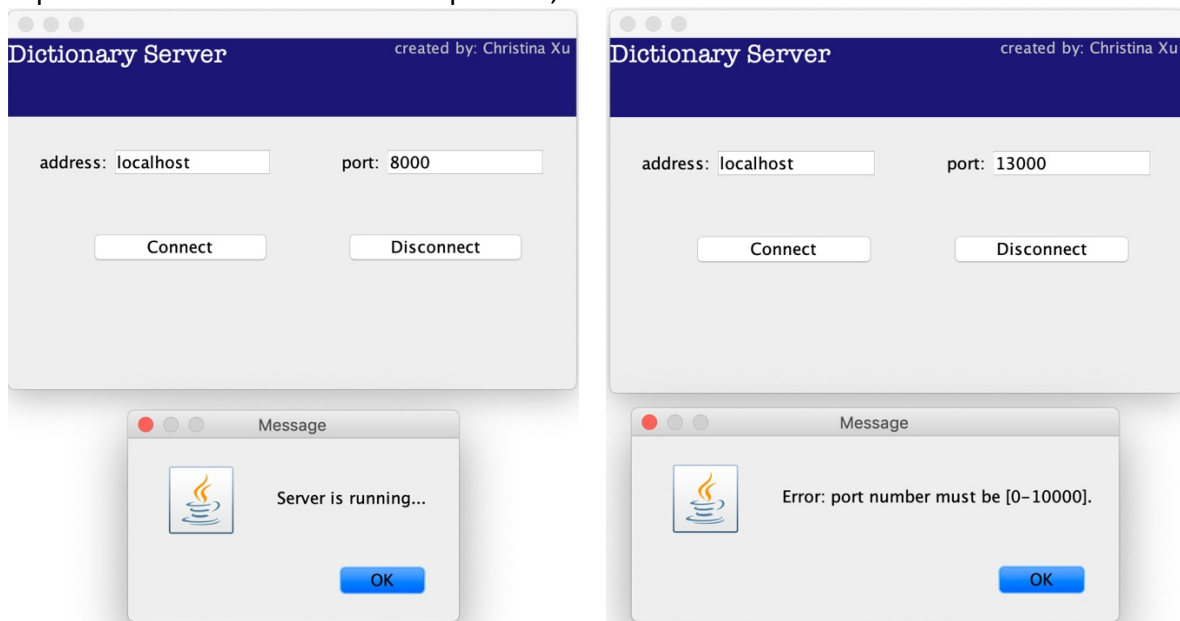 Dictionary Server
created by: Christina Xu
address: localhost
port: 8000
Connect
Disconnect
Message
Server is running...
OK
Dictionary Server
created by: Christina Xu
address: localhost
port: 13000
Connect
Disconnect
Message
Error: port number must be [0-10000].
OK